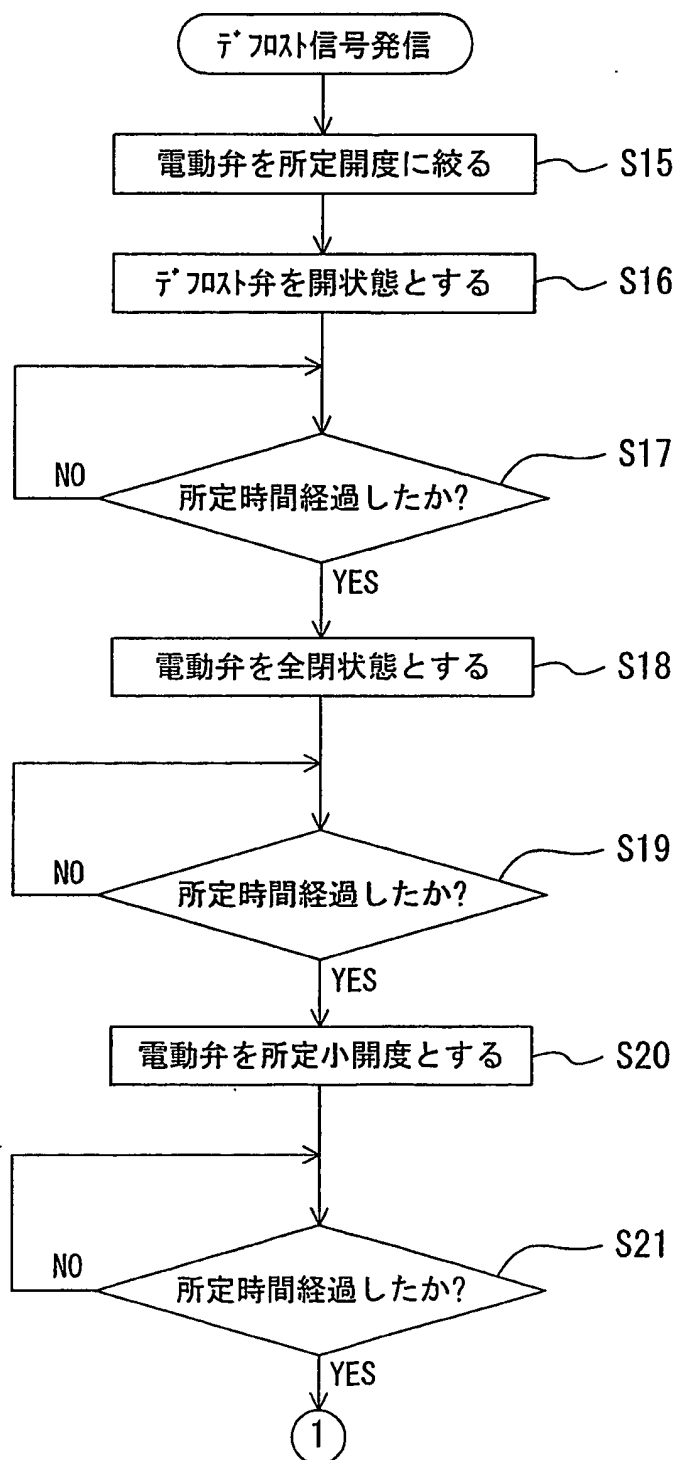 ﾃﾞﾌﾛｽﾄ信号発信
電動弁を所定開度に絞る
S15
ﾃﾞﾌﾛｽﾄ弁を開状態とする
S16
S17
NO
所定時間経過したか?
YES
電動弁を全閉状態とする
S18
S19
NO
所定時間経過したか?
YES
電動弁を所定小開度とする
S20
S21
NO
所定時間経過したか?
YES
1